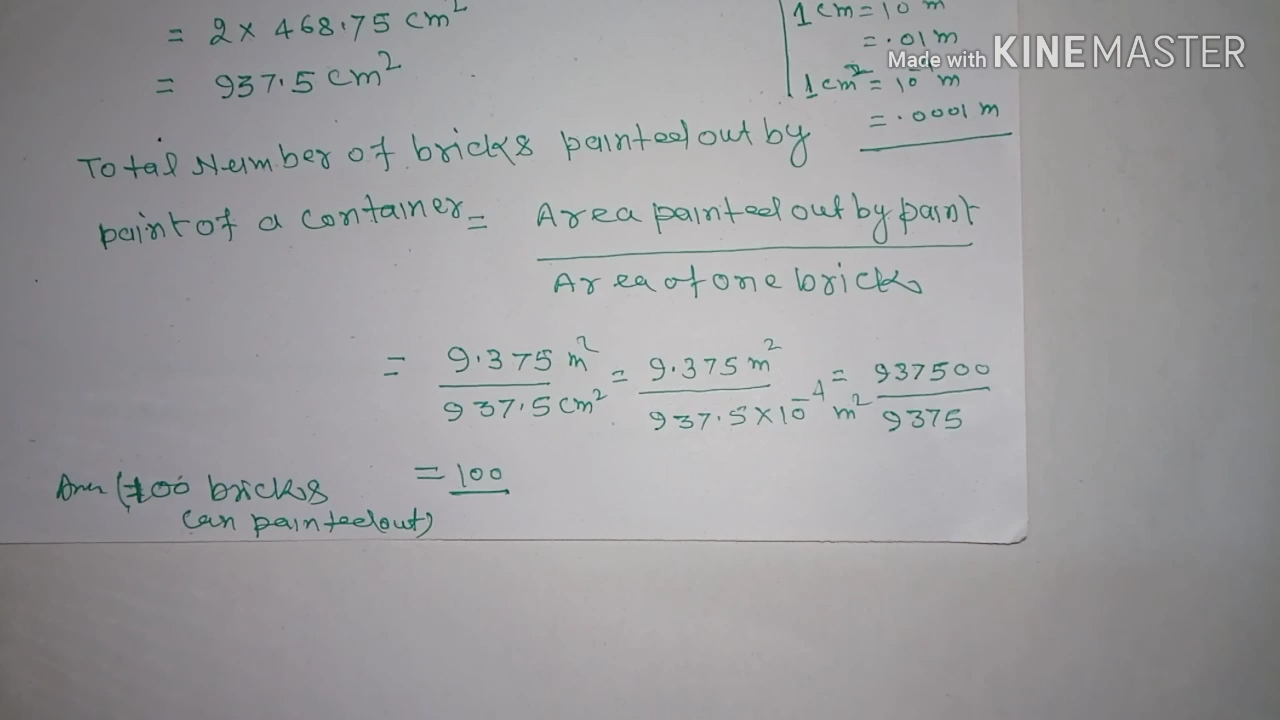 = 2 × 468.75 cm²
= 937.5 cm²
1 cm = 10 m
= .01 m
Made with KINEMASTER
1 cm² = 10⁻⁴ m
= .0001 m
Total Number of bricks painted out by
paint of a container = Area painted out by paint
Area of one brick
= 9.375 m² / 937.5 cm² = 9.375 m² / 937.5 × 10⁻⁴ m² = 937500 / 9375
= 100
Ans (100 bricks
can painted out)